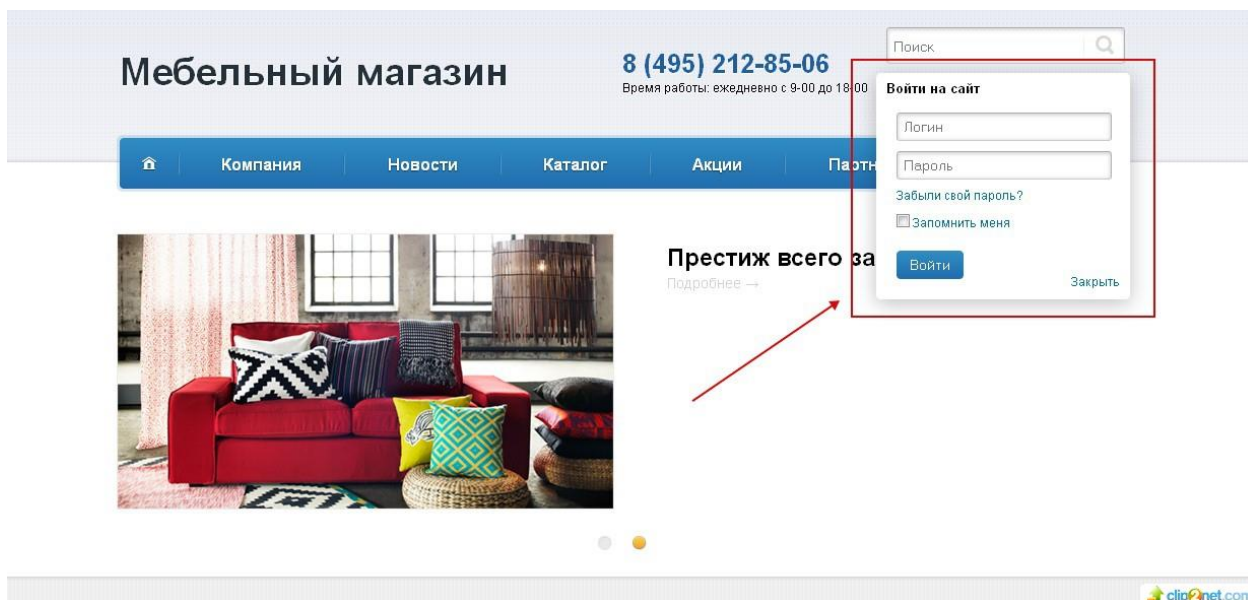 Мебельный магазин
8 (495) 212-85-06
Время работы: ежедневно с 9-00 до 18-00
Поиск
Войти на сайт
Логин
Пароль
Забыли свой пароль?
Запомнить меня
Войти
Закрыть
Компания Новости Каталог Акции
Престиж всего
Подробнее →
clip2net.com